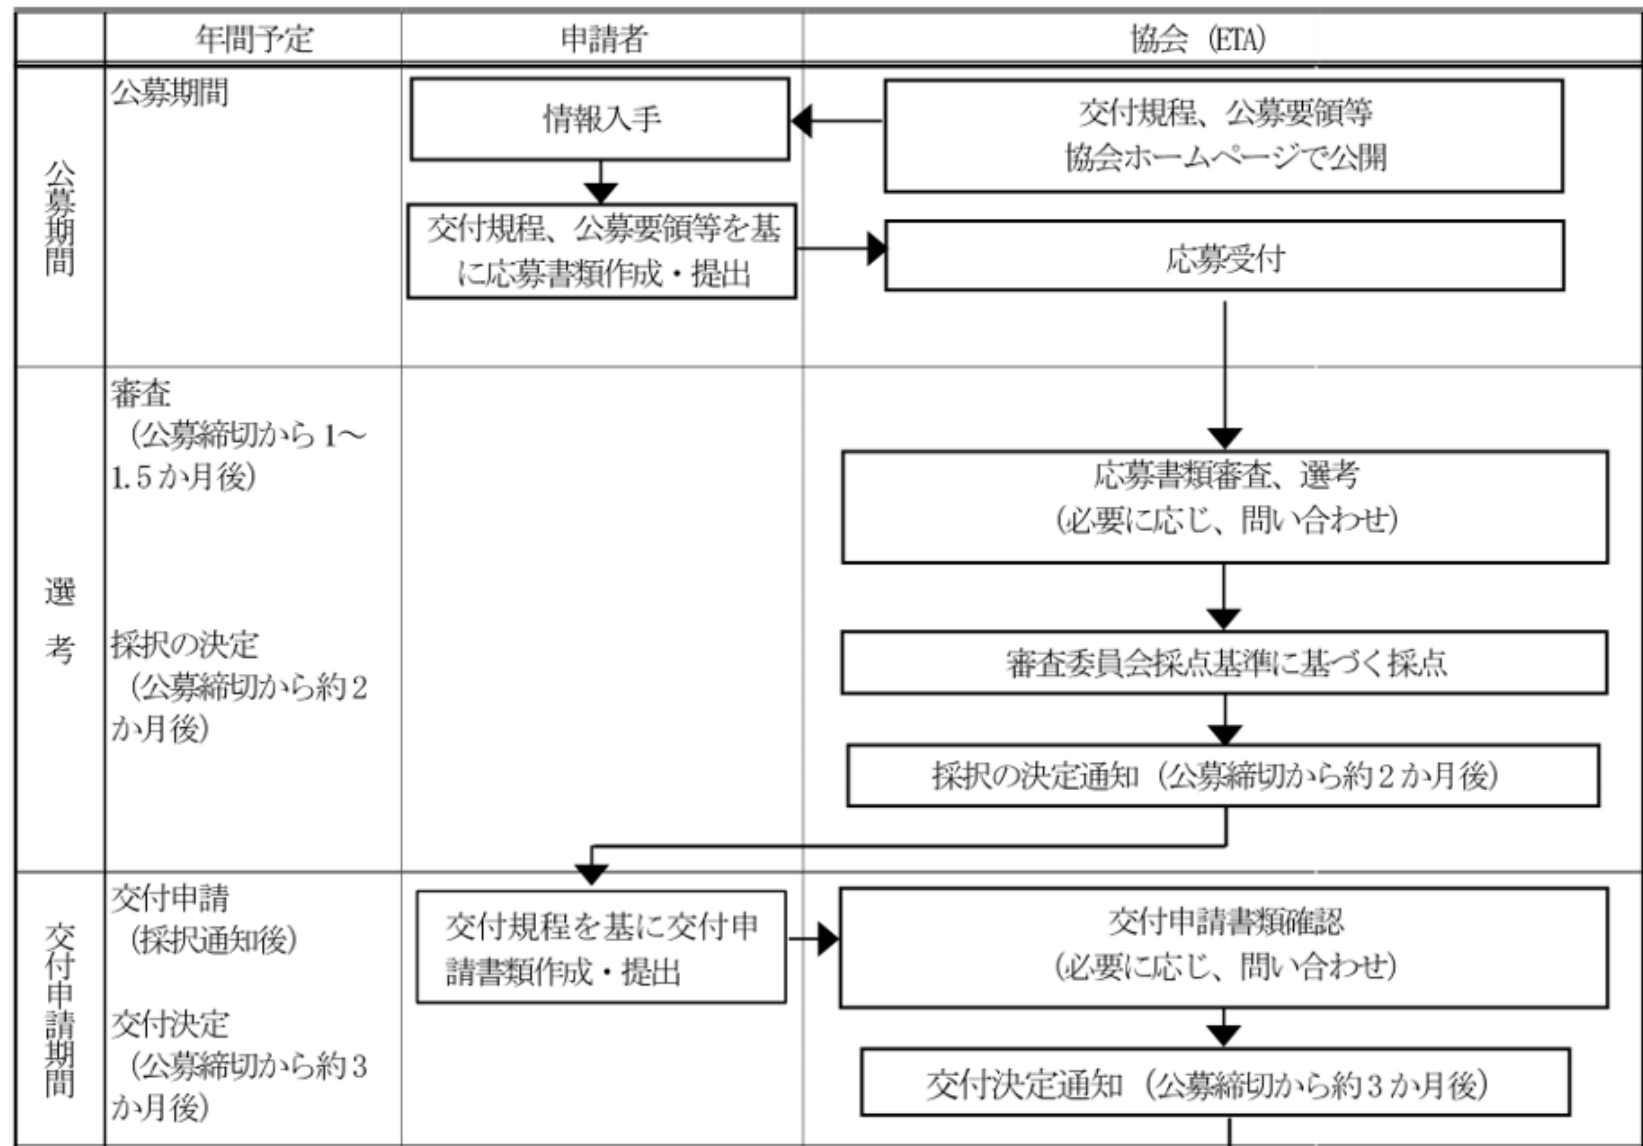 年間予定
申請者
協会 (ETA)
公募期間
公募期間
情報入手
交付規程、公募要領等
協会ホームページで公開
交付規程、公募要領等を基
に応募書類作成・提出
応募受付
選考
審査
(公募締切から1～
1.5か月後)
応募書類審査、選考
(必要に応じ、問い合わせ)
採択の決定
(公募締切から約2
か月後)
審査委員会採点基準に基づく採点
採択の決定通知 (公募締切から約2か月後)
交付申請期間
交付申請
(採択通知後)
交付規程を基に交付申
請書類作成・提出
交付申請書類確認
(必要に応じ、問い合わせ)
交付決定
(公募締切から約3
か月後)
交付決定通知 (公募締切から約3か月後)